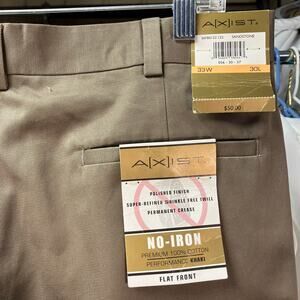 A|X|IST.
SANDSTONE
33W 30L
$50.00
A|X|IST.
POLISHED FINISH
SUPER-REFINED WRINKLE FREE TWILL
PERMANENT CREASE
NO-IRON
PREMIUM 100% COTTON
PERFORMANCE KHAKI
FLAT FRONT